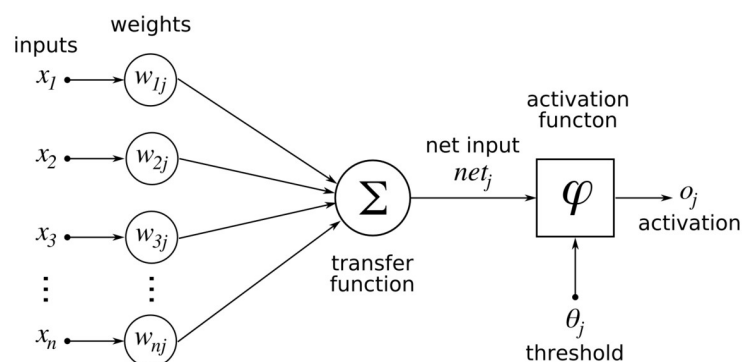 weights
inputs
x1 w1j
x2 w2j
x3 w3j
⋮ ⋮
xn wnj
Σ
transfer
function
net input
netj
activation
functon
φ
oj
activation
θj
threshold